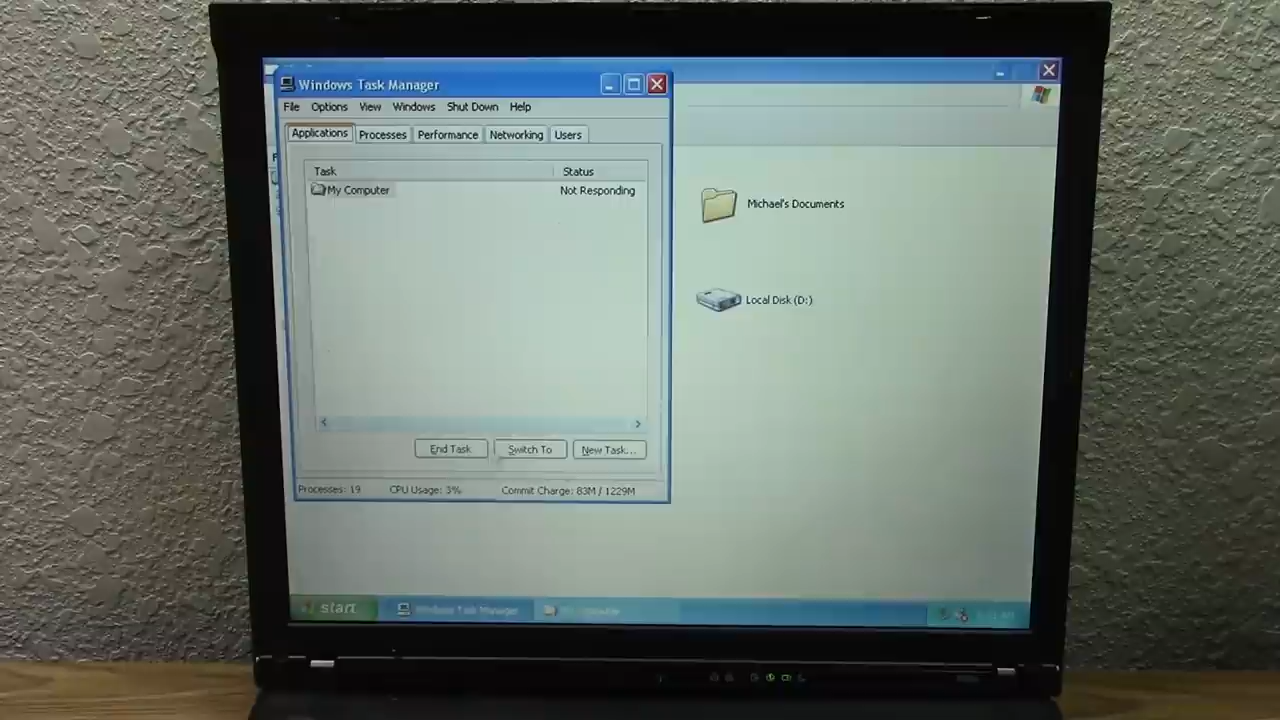 Windows Task Manager
File Options View Windows Shut Down Help
Applications Processes Performance Networking Users
Task Status
My Computer Not Responding
End Task Switch To New Task...
Processes: 19 CPU Usage: 3% Commit Charge: 83M / 1229M
Michael's Documents
Local Disk (D:)
start Windows Task Manager My Computer